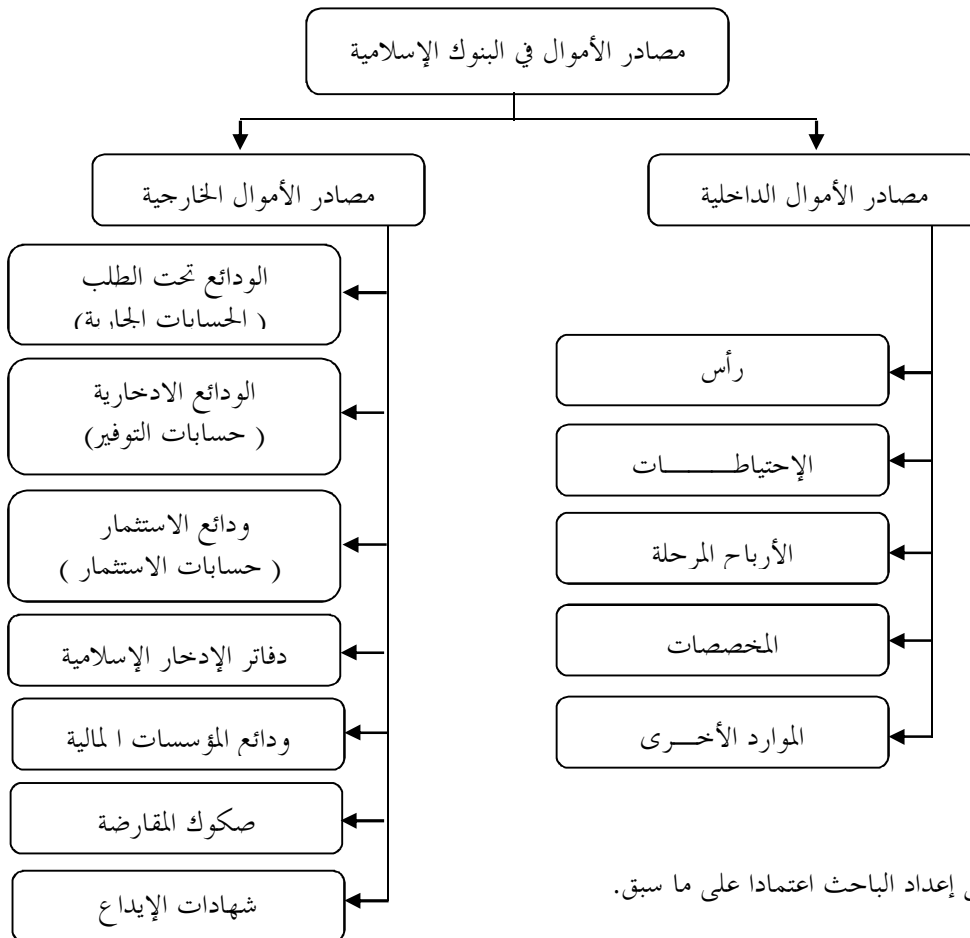 مصادر الأموال في البنوك الإسلامية
مصادر الأموال الداخلية
رأس
الإحتياطـــــــات
الأرباح المرحلة
المخصصات
الموارد الأخـــرى
مصادر الأموال الخارجية
الودائع تحت الطلب
( الحسابات الجارية)
الودائع الادخارية
( حسابات التوفير)
ودائع الاستثمار
( حسابات الاستثمار )
دفاتر الإدخار الإسلامية
ودائع المؤسسات ا لمالية
صكوك المقارضة
شهادات الإيداع
إعداد الباحث اعتمادا على ما سبق.